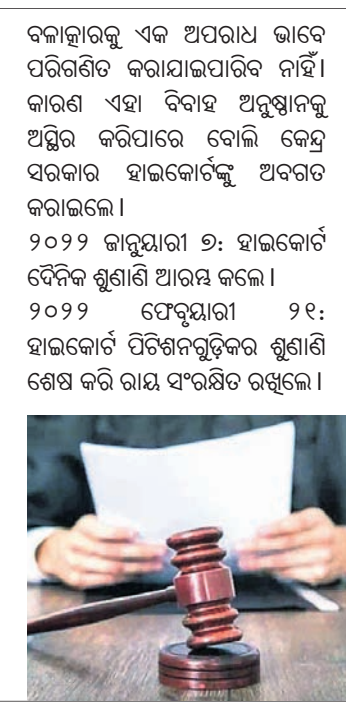 ବଳାତ୍କାରକୁ ଏକ ଅପରାଧ ଭାବେ
ପରିଗଣିତ କରାଯାଇପାରିବ ନାହିଁ।
କାରଣ ଏହା ବିବାହ ଅନୁଷ୍ଠାନକୁ
ଅସ୍ଥିର କରିପାରେ ବୋଲି କେନ୍ଦ୍ର
ସରକାର ହାଇକୋର୍ଟଙ୍କୁ ଅବଗତ
କରାଇଲେ।
୨୦୨୨ ଜାନୁୟାରୀ ୭: ହାଇକୋର୍ଟ
ଦୈନିକ ଶୁଣାଣି ଆରମ୍ଭ କଲେ।
୨୦୨୨ ଫେବୃୟାରୀ ୨୧:
ହାଇକୋର୍ଟ ପିଟିଶନଗୁଡ଼ିକର ଶୁଣାଣି
ଶେଷ କରି ରାୟ ସଂରକ୍ଷିତ ରଖିଲେ।